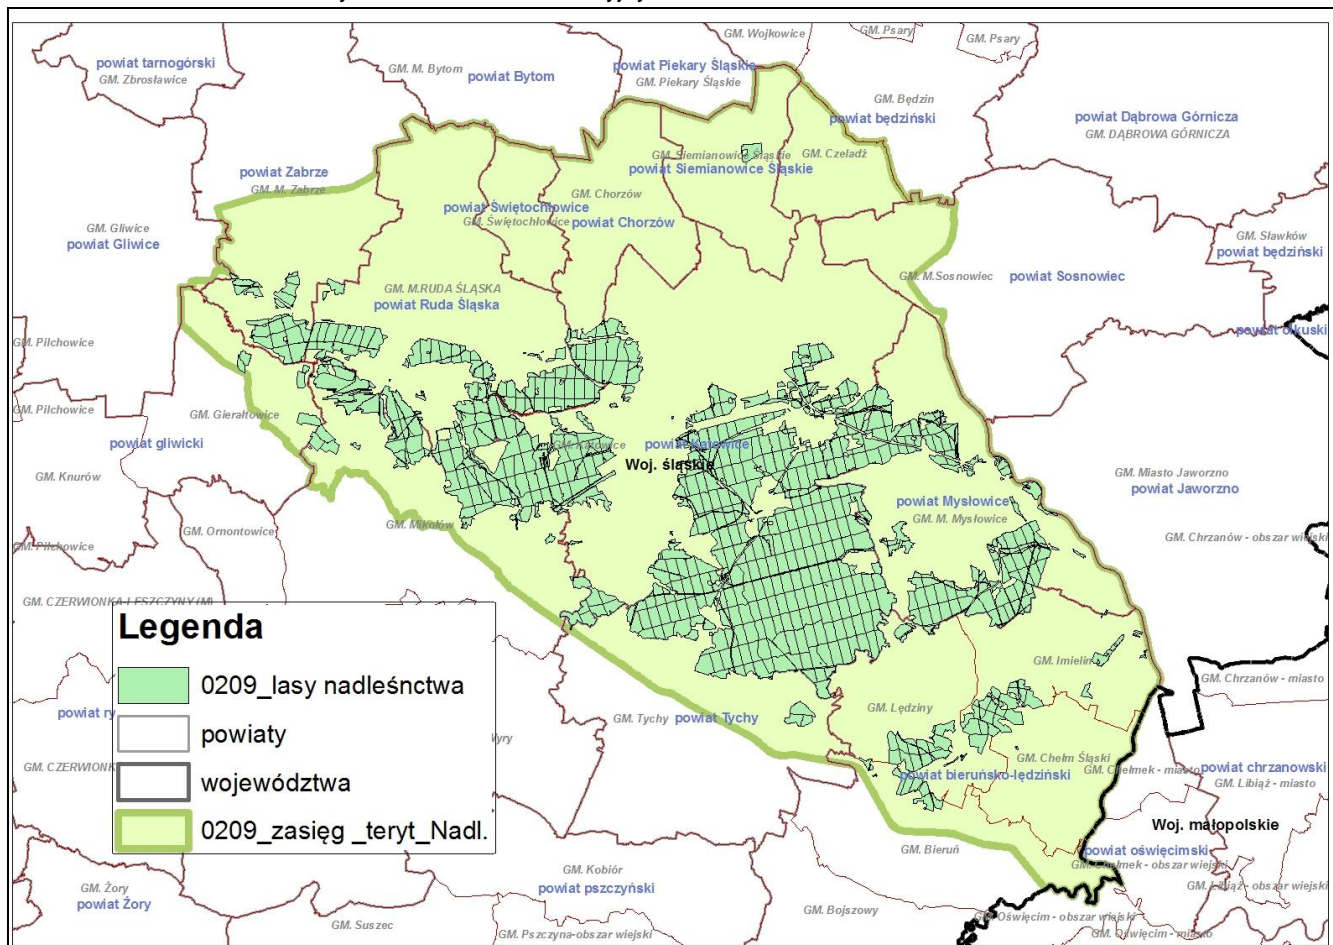 GM. Wojkowice
GM. Psary
GM. Psary
powiat tarnogórski
GM. Zbrosławice
GM. M. Bytom
powiat Bytom
powiat Piekary Śląskie
GM. Piekary Śląskie
GM. Będzin
powiat będziński
powiat Dąbrowa Górnicza
GM. DĄBROWA GÓRNICZA
GM. Siemianowice Śląskie
powiat Siemianowice Śląskie
GM. Czeladź
powiat Zabrze
GM. M. Zabrze
GM. Chorzów
powiat Świętochłowice
GM. Świętochłowice
powiat Chorzów
GM. Gliwice
powiat Gliwice
GM. Sławków
powiat będziński
GM. M.Sosnowiec
powiat Sosnowiec
GM. M.RUDA ŚLĄSKA
powiat Ruda Śląska
powiat olkuski
GM. Pilchowice
GM. Pilchowice
GM. Gierałtowice
powiat gliwicki
GM. Katowice
powiat Katowice
Woj. śląskie
GM. Knurów
GM. Miasto Jaworzno
powiat Jaworzno
powiat Mysłowice
GM. M. Mysłowice
GM. Ornontowice
GM. Mikołów
GM. Pilchowice
GM. Chrzanów - obszar wiejski
GM. CZERWIONKA-LESZCZYNY (M)
Legenda
0209_lasy nadleśnctwa
powiaty
województwa
0209_zasięg _teryt_Nadl.
GM. Imielin
GM. Chrzanów - miasto
powiat ry
GM. Tychy
powiat Tychy
GM. Lędziny
Wyry
GM. CZERWIONK
GM. Chełm Śląski
powiat bieruńsko-lędziński
GM. Chełmek - miasto
powiat chrzanowski
GM. Libiąż - miasto
Woj. małopolskie
GM. Bieruń
powiat oświęcimski
GM. Chełmek - obszar wiejski
GM. Libiąż - obszar wiejski
GM. Kobiór
powiat pszczyński
GM. Żory
powiat Żory
GM. Suszec
GM. Pszczyna-obszar wiejski
GM. Bojszowy
GM. Oświęcim - obszar wiejski
GM. Oświęcim - miasto